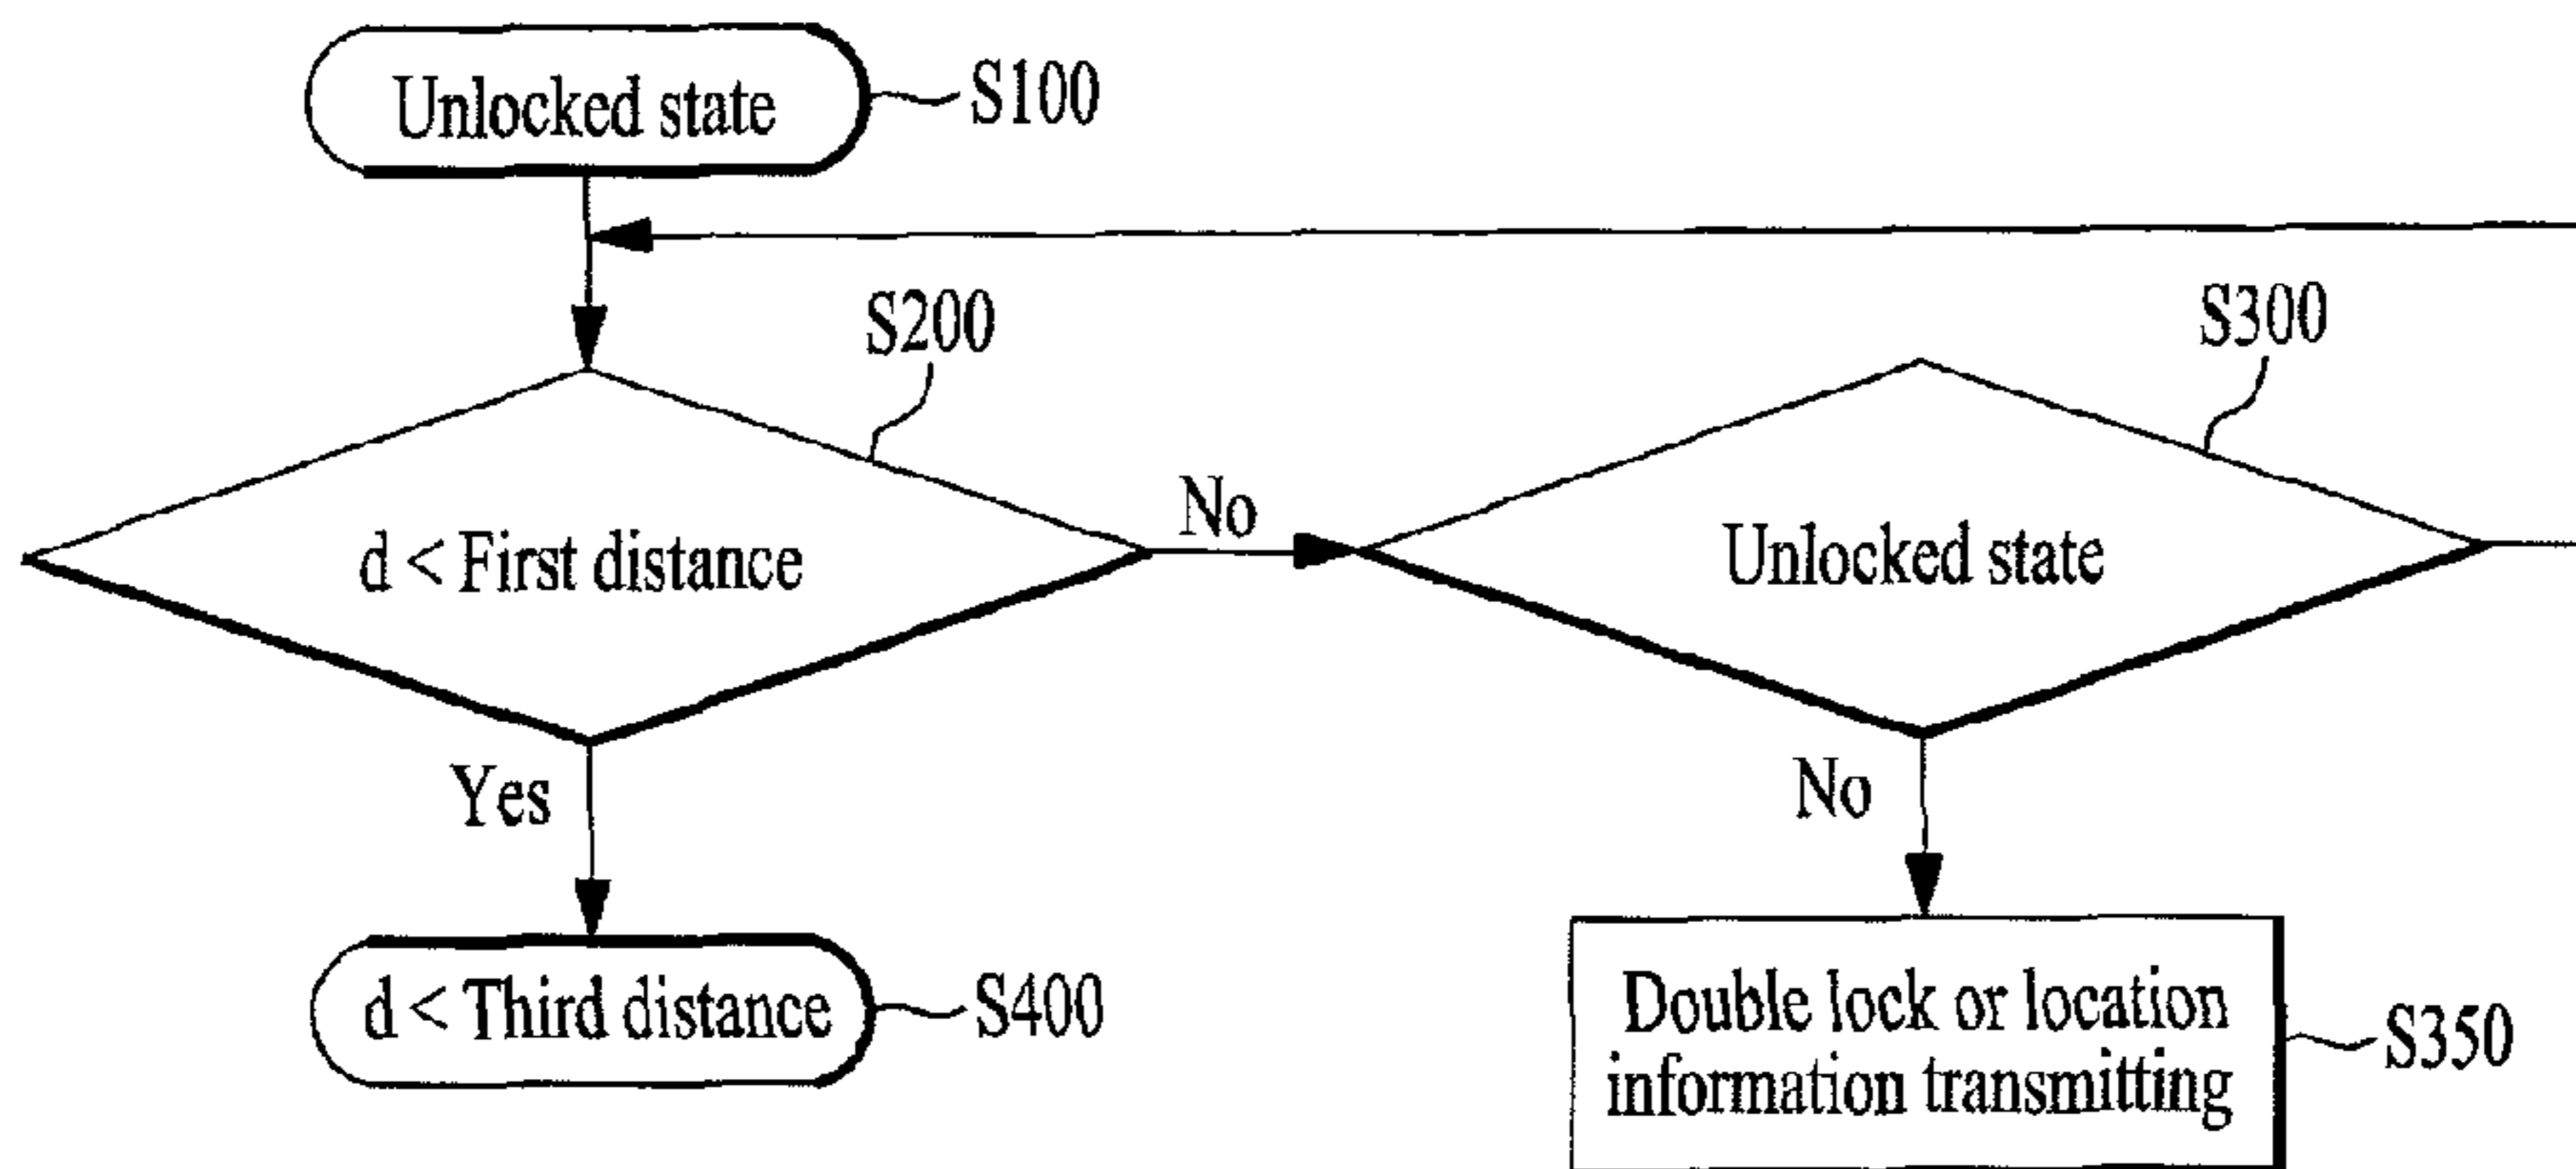 Unlocked state
S100
S200
S300
d < First distance
No
Unlocked state
Yes
No
d < Third distance
S400
Double lock or location
information transmitting
S350